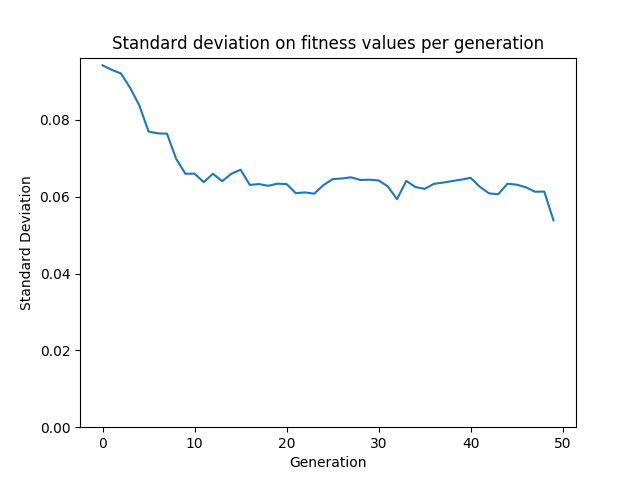 Standard deviation on fitness values per generation
Standard Deviation
0.08
0.06
0.04
0.02
0.00
0 10 20 30 40 50
Generation